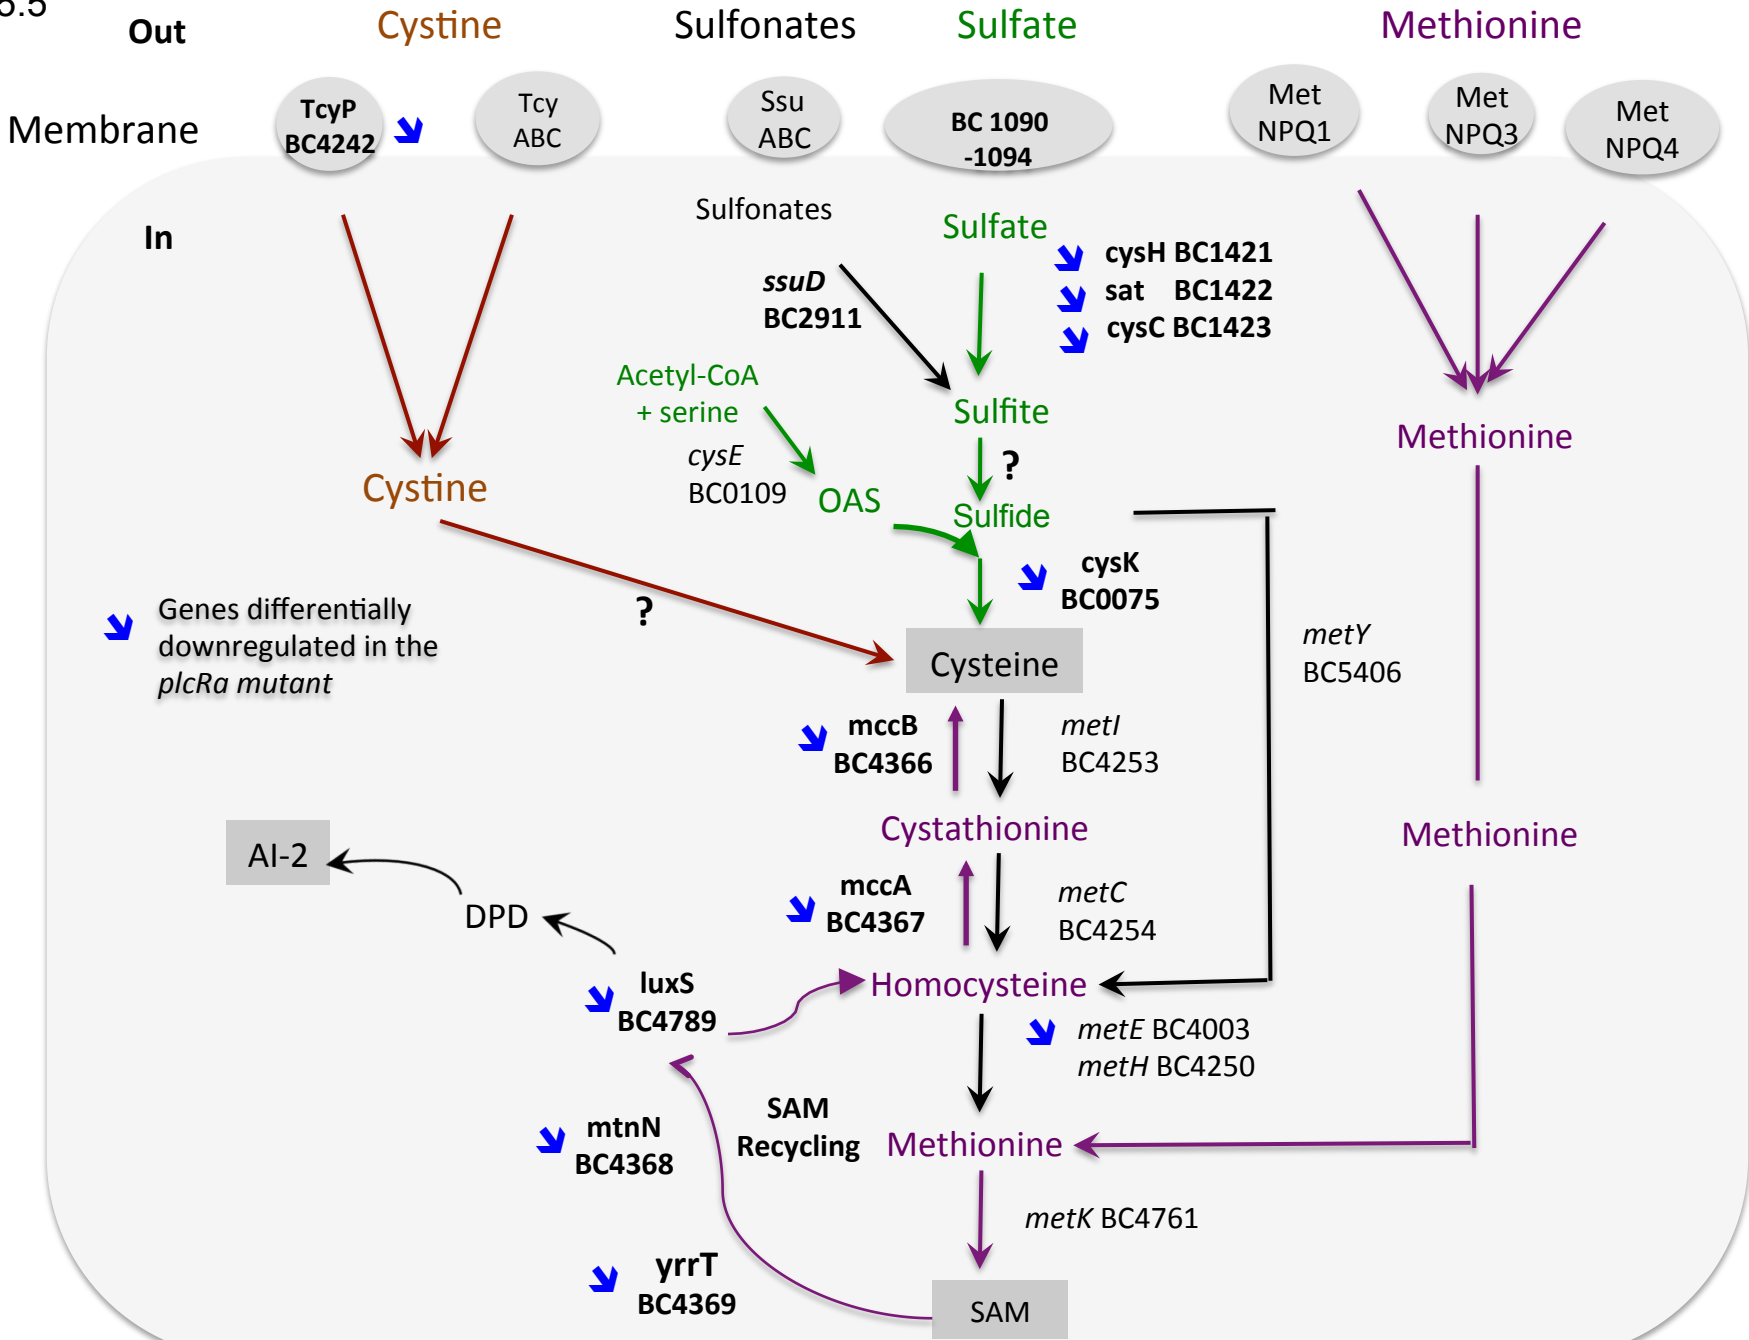 Out
Cystine
Sulfonates
Sulfate
Methionine
Membrane
TcyP
BC4242
Tcy
ABC
Ssu
ABC
BC 1090
-1094
Met
NPQ1
Met
NPQ3
Met
NPQ4
In
Sulfonates
Sulfate
cysH BC1421
sat BC1422
cysC BC1423
ssuD
BC2911
Acetyl-CoA
+ serine
Sulfite
Methionine
cysE
BC0109
?
Cystine
OAS
Sulfide
cysK
BC0075
?
Genes differentially
downregulated in the
plcRa mutant
metY
BC5406
Cysteine
mccB
BC4366
metI
BC4253
Cystathionine
Methionine
AI-2
mccA
BC4367
metC
BC4254
DPD
luxS
BC4789
Homocysteine
metE BC4003
metH BC4250
SAM
Recycling
mtnN
BC4368
Methionine
metK BC4761
yrrT
BC4369
SAM